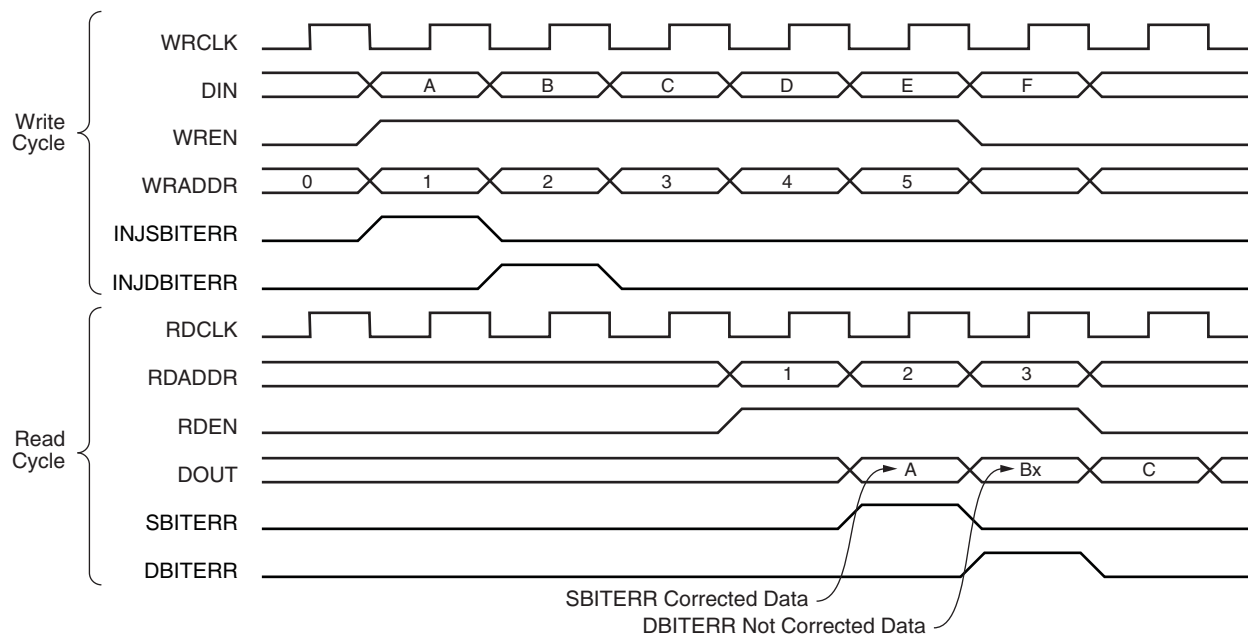 WRCLK
DIN A B C D E F
Write
Cycle
WREN
WRADDR 0 1 2 3 4 5
INJSBITERR
INJDBITERR
RDCLK
RDADDR 1 2 3
Read
Cycle
RDEN
DOUT A Bx C
SBITERR
DBITERR
SBITERR Corrected Data
DBITERR Not Corrected Data